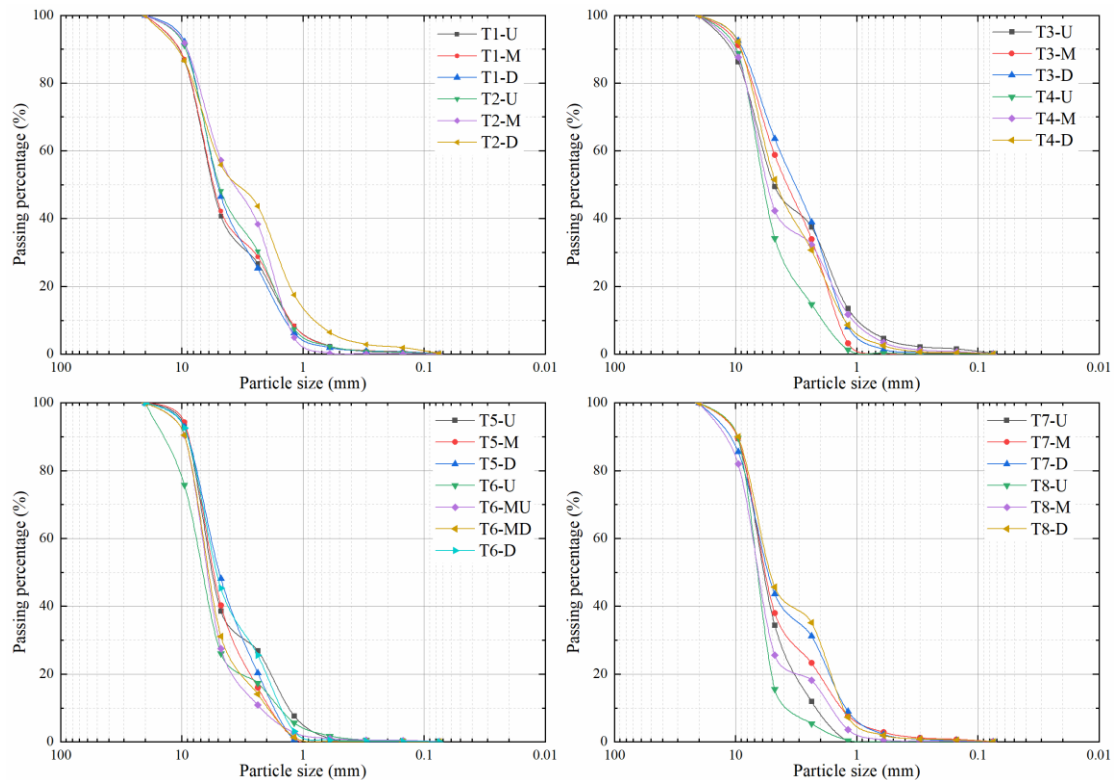 100
80
60
40
20
0
Passing percentage (%)
100
10
1
0.1
0.01
Particle size (mm)
T1-U
T1-M
T1-D
T2-U
T2-M
T2-D
100
80
60
40
20
0
Passing percentage (%)
100
10
1
0.1
0.01
Particle size (mm)
T3-U
T3-M
T3-D
T4-U
T4-M
T4-D
100
80
60
40
20
0
Passing percentage (%)
100
10
1
0.1
0.01
Particle size (mm)
T5-U
T5-M
T5-D
T6-U
T6-MU
T6-MD
T6-D
100
80
60
40
20
0
Passing percentage (%)
100
10
1
0.1
0.01
Particle size (mm)
T7-U
T7-M
T7-D
T8-U
T8-M
T8-D